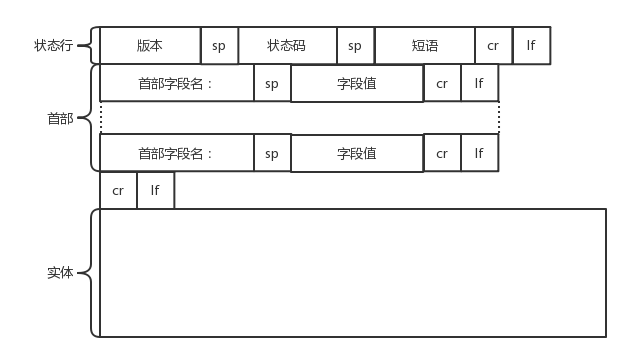 状态行 版本 sp 状态码 sp 短语 cr lf
首部字段名： sp 字段值 cr lf
首部
首部字段名： sp 字段值 cr lf
cr lf
实体